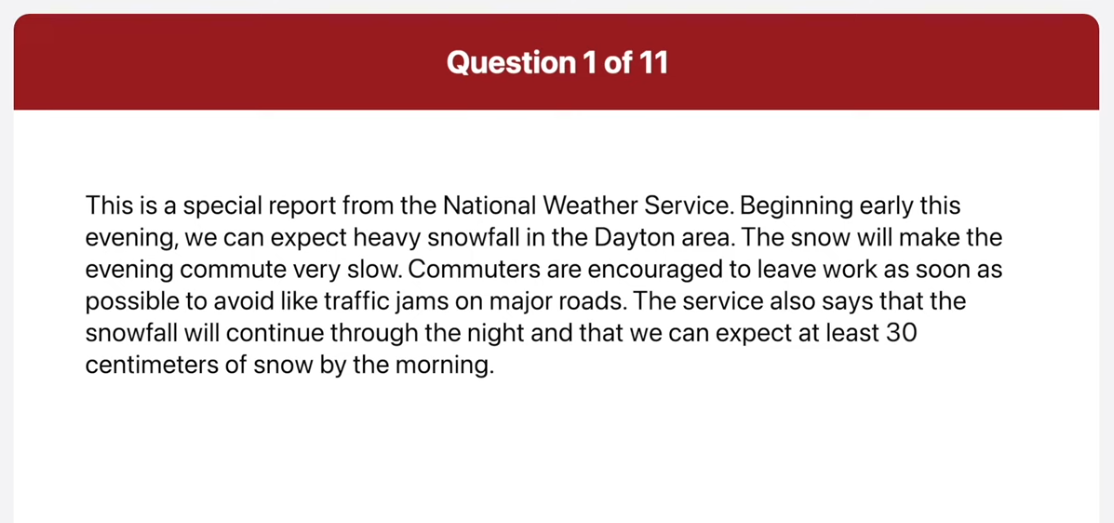 Question 1 of 11
This is a special report from the National Weather Service. Beginning early this
evening, we can expect heavy snowfall in the Dayton area. The snow will make the
evening commute very slow. Commuters are encouraged to leave work as soon as
possible to avoid like traffic jams on major roads. The service also says that the
snowfall will continue through the night and that we can expect at least 30
centimeters of snow by the morning.